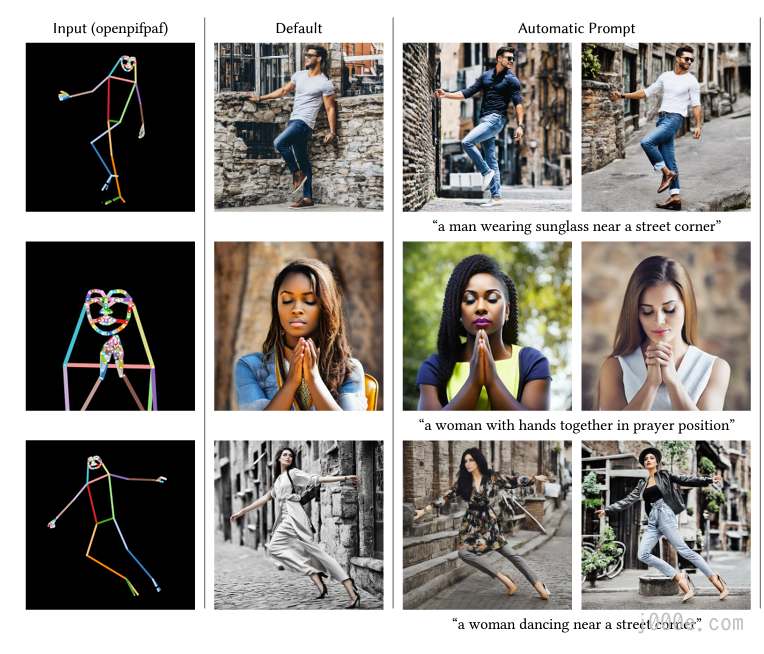 Input (openpifpaf) Default Automatic Prompt
“a man wearing sunglass near a street corner”
“a woman with hands together in prayer position”
“a woman dancing near a street corner”
j000e.com